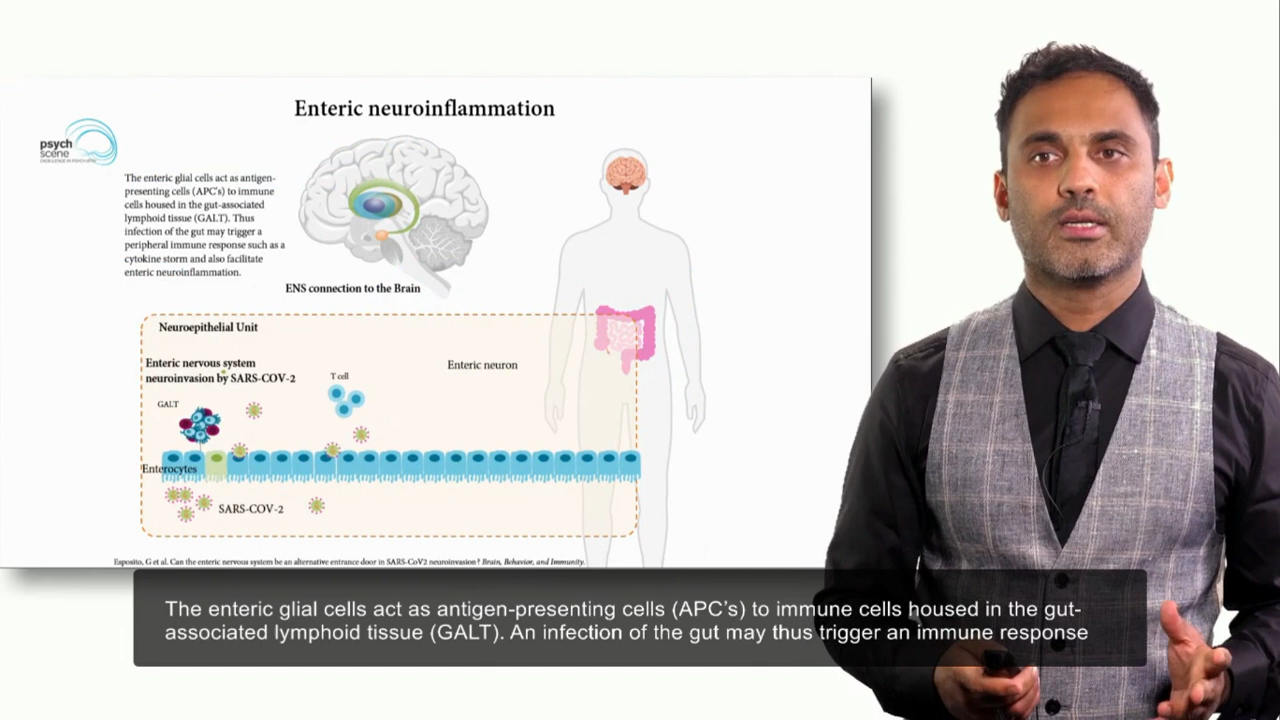 Enteric neuroinflammation
psych
scene
The enteric glial cells act as antigen-
presenting cells (APC's) to immune
cells housed in the gut-associated
lymphoid tissue (GALT). Thus
infection of the gut may trigger a
peripheral immune response such as a
cytokine storm and also facilitate
enteric neuroinflammation.
ENS connection to the Brain
Neuroepithelial Unit
Enteric nervous system
neuroinvasion by SARS-COV-2
T cell
Enteric neuron
GALT
Enterocytes
SARS-COV-2
Esposito, G et al. Can the enteric nervous system be an alternative entrance door in SARS-CoV2 neuroinvasion? Brain, Behavior, and Immunity.
The enteric glial cells act as antigen-presenting cells (APC's) to immune cells housed in the gut-
associated lymphoid tissue (GALT). An infection of the gut may thus trigger an immune response